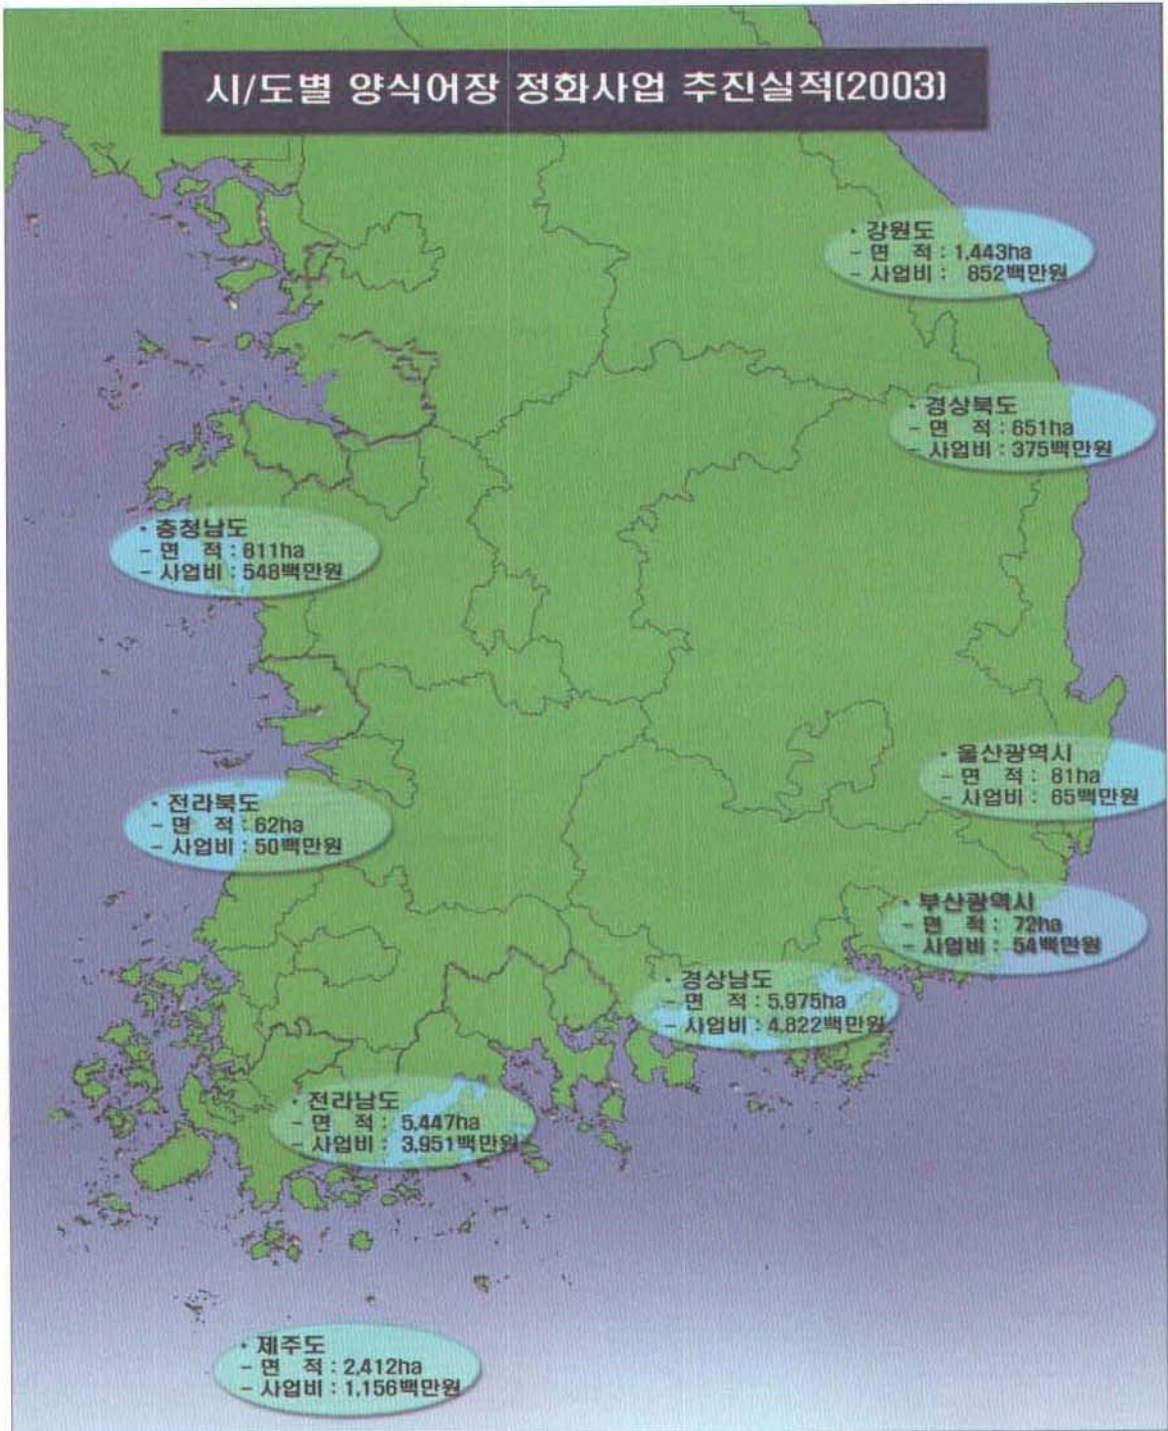 시/도별 양식어장 정화사업 추진실적(2003)
· 강원도
- 면 적 : 1,443ha
- 사업비 : 852백만원
· 경상북도
- 면 적 : 651ha
- 사업비 : 375백만원
· 충청남도
- 면 적 : 811ha
- 사업비 : 548백만원
· 울산광역시
- 면 적 : 81ha
- 사업비 : 65백만원
· 전라북도
- 면 적 : 62ha
- 사업비 : 50백만원
· 부산광역시
- 면 적 : 72ha
- 사업비 : 54백만원
· 경상남도
- 면 적 : 5,975ha
- 사업비 : 4,822백만원
· 전라남도
- 면 적 : 5,447ha
- 사업비 : 3,951백만원
· 제주도
- 면 적 : 2,412ha
- 사업비 : 1,156백만원